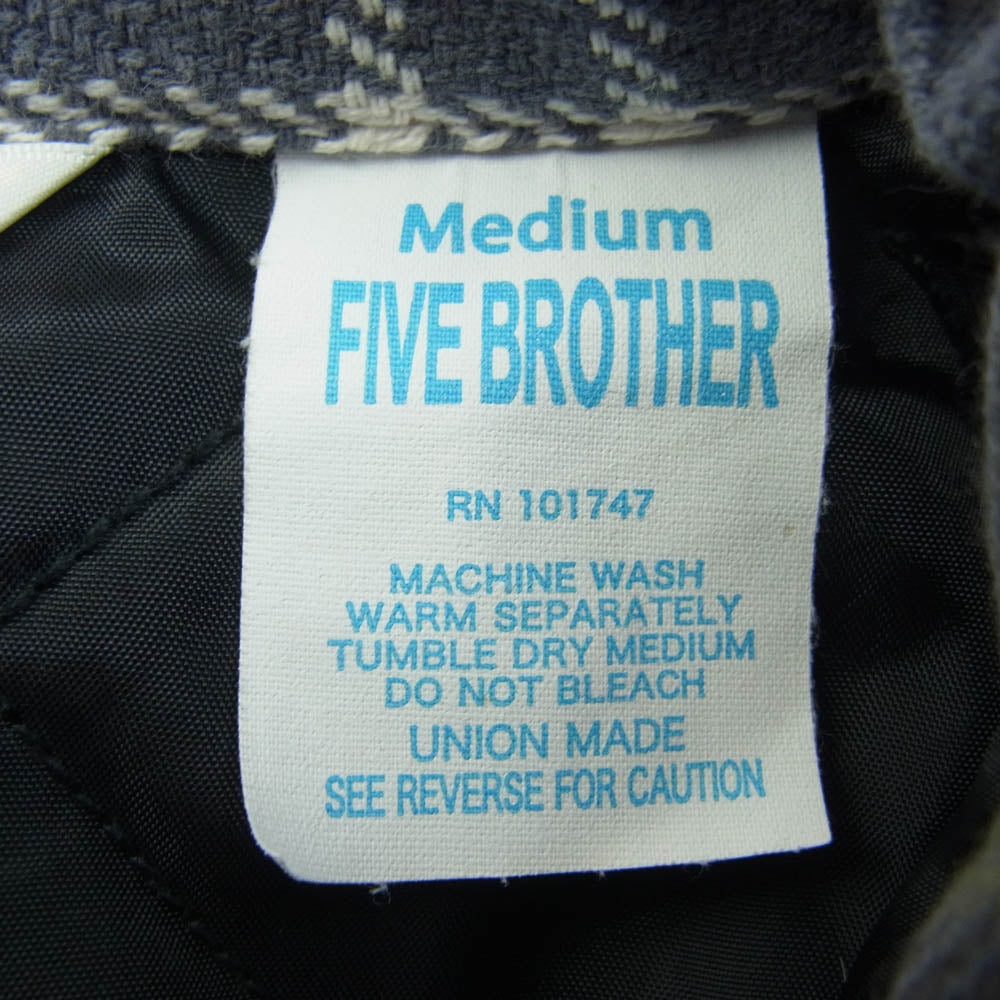 Medium
FIVE BROTHER
RN 101747
MACHINE WASH
WARM SEPARATELY
TUMBLE DRY MEDIUM
DO NOT BLEACH
UNION MADE
SEE REVERSE FOR CAUTION